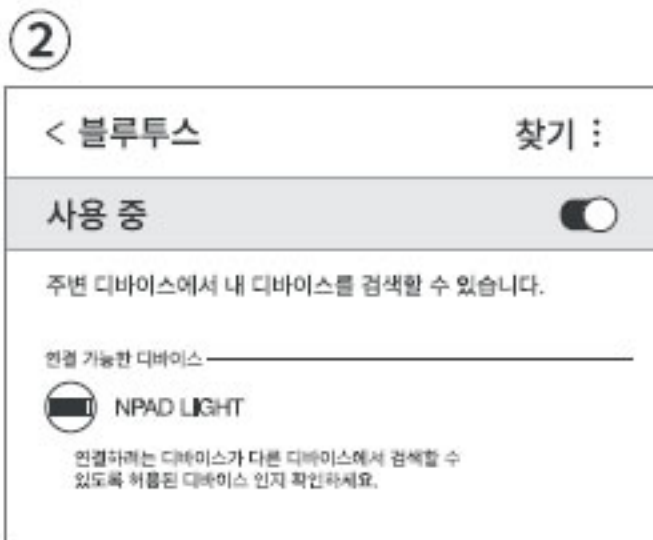 ②
< 블루투스 찾기 ⋮
사용 중
주변 디바이스에서 내 디바이스를 검색할 수 있습니다.
연결 가능한 디바이스
NPAD LIGHT
연결하려는 디바이스가 다른 디바이스에서 검색할 수
있도록 허용된 디바이스 인지 확인하세요.